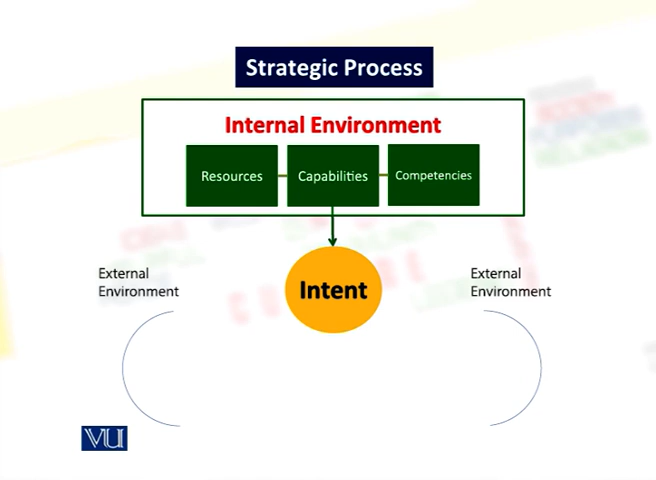 Strategic Process
Internal Environment
Resources
Capabilities
Competencies
Intent
External
Environment
External
Environment
VU